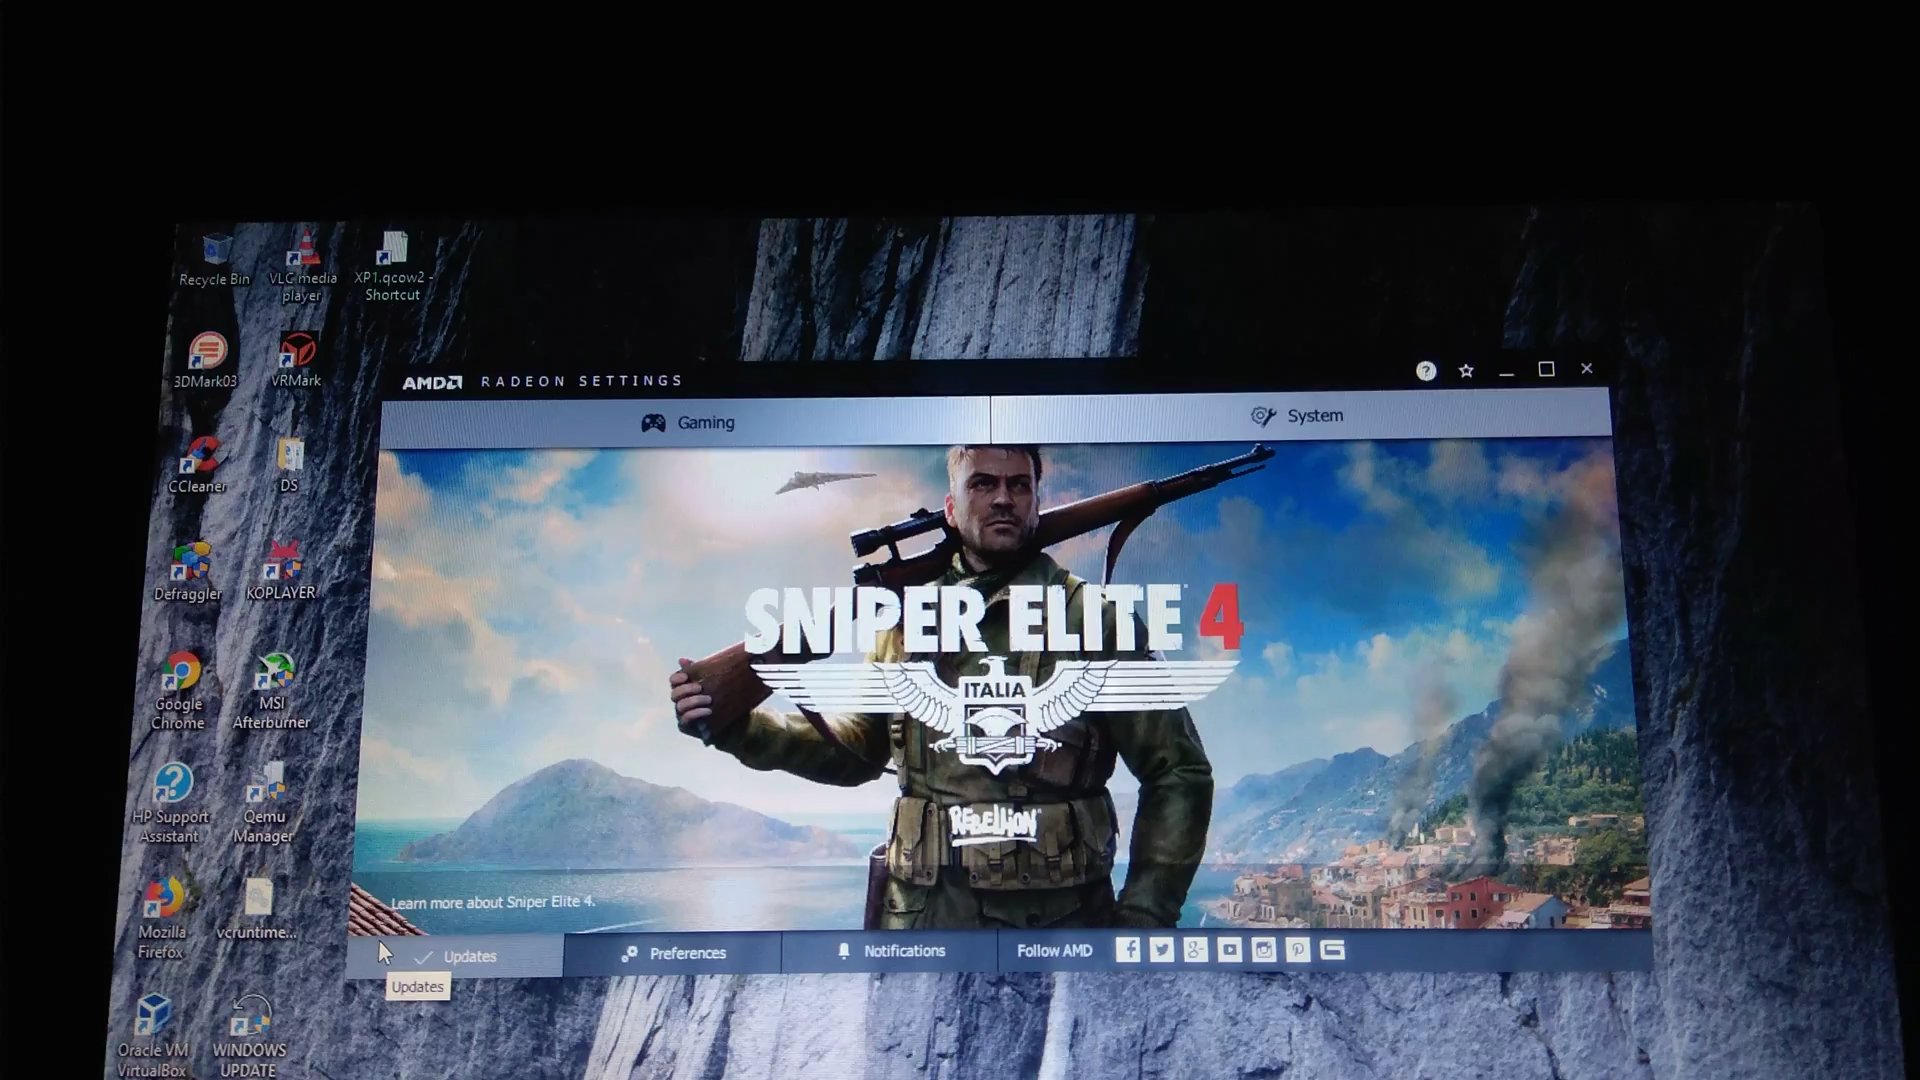 Recycle Bin
VLC media
player
XP1.qcow2 -
Shortcut
3DMark03
VRMark
CCleaner
DS
Defraggler
KOPLAYER
Google
Chrome
MSI
Afterburner
HP Support
Assistant
Qemu
Manager
Mozilla
Firefox
vcruntime...
Oracle VM
VirtualBox
WINDOWS
UPDATE
AMD RADEON SETTINGS
?
Gaming
System
SNIPER ELITE 4
ITALIA
REBELLION
Learn more about Sniper Elite 4.
Updates
Preferences
Notifications
Follow AMD
Updates